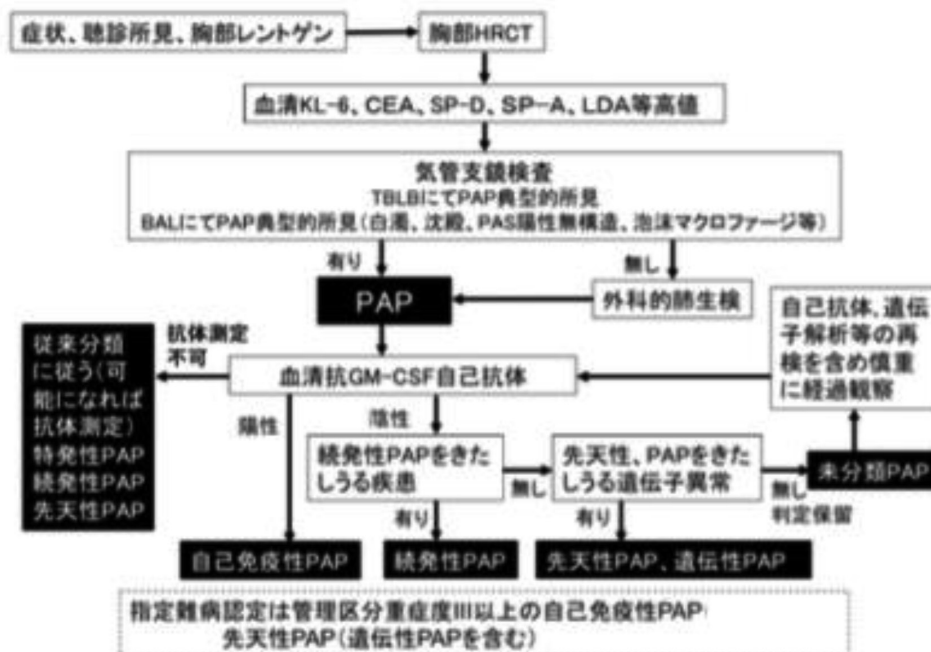 症状、聴診所見、胸部レントゲン
胸部HRCT
血清KL-6、CEA、SP-D、SP-A、LDA等高値
気管支鏡検査
TBLBにてPAP典型的所見
BALにてPAP典型的所見(白濁、沈殿、PAS陽性無構造、泡沫マクロファージ等)
有り
無し
PAP
外科的肺生検
自己抗体、遺伝
子解析等の再
検を含め慎重
に経過観察
従来分類
に従う(可
能になれば
抗体測定)
特発性PAP
続発性PAP
先天性PAP
抗体測定
不可
血清抗GM-CSF自己抗体
陽性
陰性
続発性PAPをきた
しうる疾患
無し
先天性、PAPをきた
しうる遺伝子異常
無し
判定保留
未分類PAP
有り
有り
自己免疫性PAP
続発性PAP
先天性PAP、遺伝性PAP
指定難病認定は管理区分重症度III以上の自己免疫性PAP
先天性PAP(遺伝性PAPを含む)